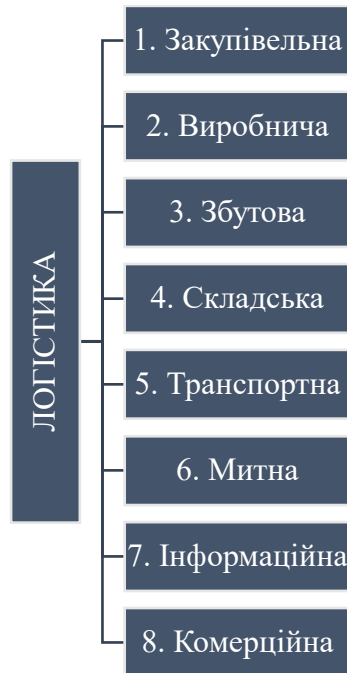 ЛОГІСТИКА
1. Закупівельна
2. Виробнича
3. Збутова
4. Складська
5. Транспортна
6. Митна
7. Інформаційна
8. Комерційна